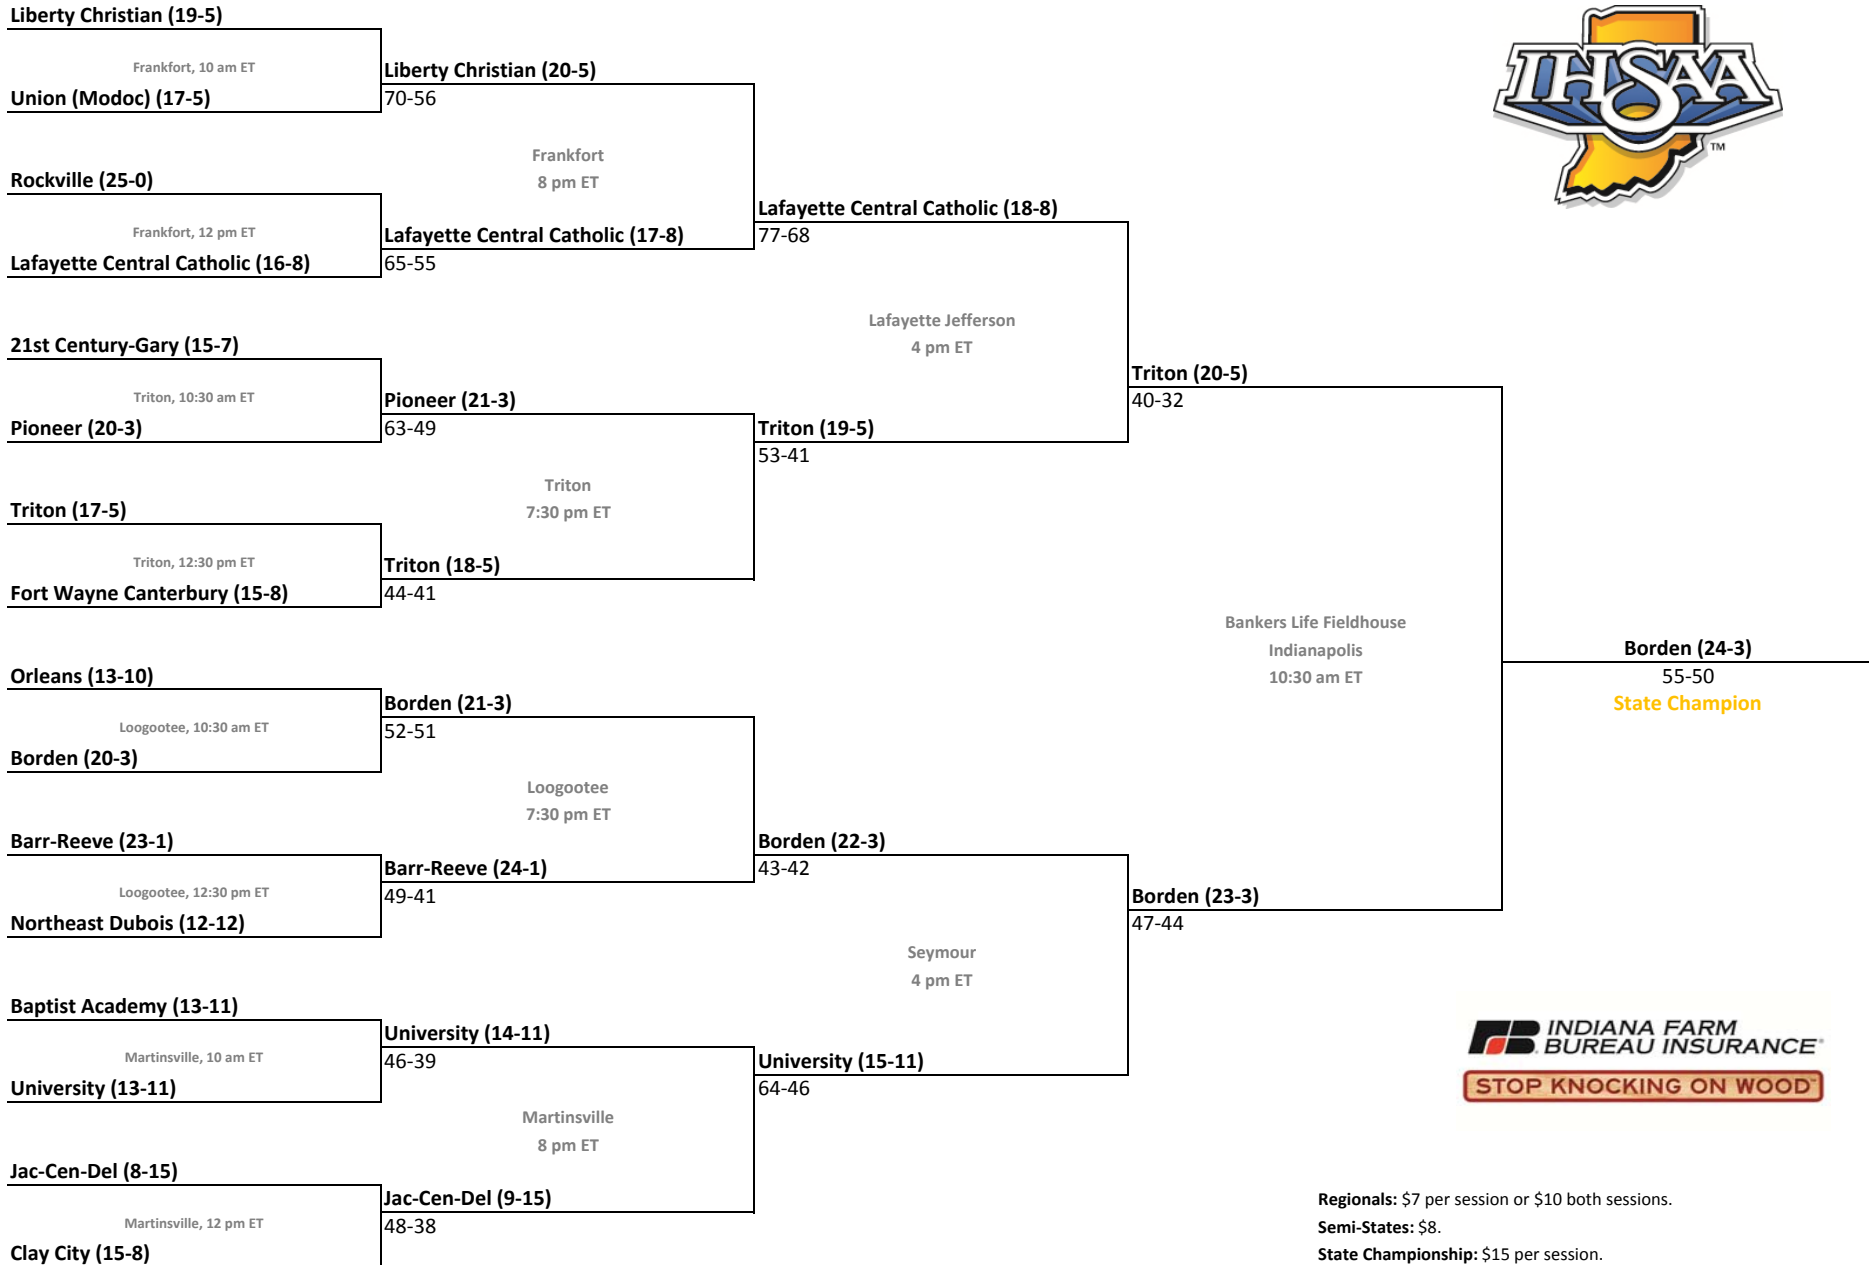 Liberty Christian (19-5)
Frankfort, 10 am ET
Union (Modoc) (17-5)
Rockville (25-0)
Frankfort, 12 pm ET
Lafayette Central Catholic (16-8)
21st Century-Gary (15-7)
Triton, 10:30 am ET
Pioneer (20-3)
Triton (17-5)
Triton, 12:30 pm ET
Fort Wayne Canterbury (15-8)
Orleans (13-10)
Loogootee, 10:30 am ET
Borden (20-3)
Barr-Reeve (23-1)
Loogootee, 12:30 pm ET
Northeast Dubois (12-12)
Baptist Academy (13-11)
Martinsville, 10 am ET
University (13-11)
Jac-Cen-Del (8-15)
Martinsville, 12 pm ET
Clay City (15-8)
Liberty Christian (20-5)
70-56
Frankfort
8 pm ET
Lafayette Central Catholic (17-8)
65-55
Pioneer (21-3)
63-49
Triton
7:30 pm ET
Triton (18-5)
44-41
Borden (21-3)
52-51
Loogootee
7:30 pm ET
Barr-Reeve (24-1)
49-41
University (14-11)
46-39
Martinsville
8 pm ET
Jac-Cen-Del (9-15)
48-38
Lafayette Central Catholic (18-8)
77-68
Lafayette Jefferson
4 pm ET
Triton (19-5)
53-41
Borden (22-3)
43-42
Seymour
4 pm ET
University (15-11)
64-46
Triton (20-5)
40-32
Bankers Life Fieldhouse
Indianapolis
10:30 am ET
Borden (23-3)
47-44
Borden (24-3)
55-50
State Champion
IHSAA
TM
INDIANA FARM
BUREAU INSURANCE®
STOP KNOCKING ON WOOD™
Regionals: $7 per session or $10 both sessions.
Semi-States: $8.
State Championship: $15 per session.